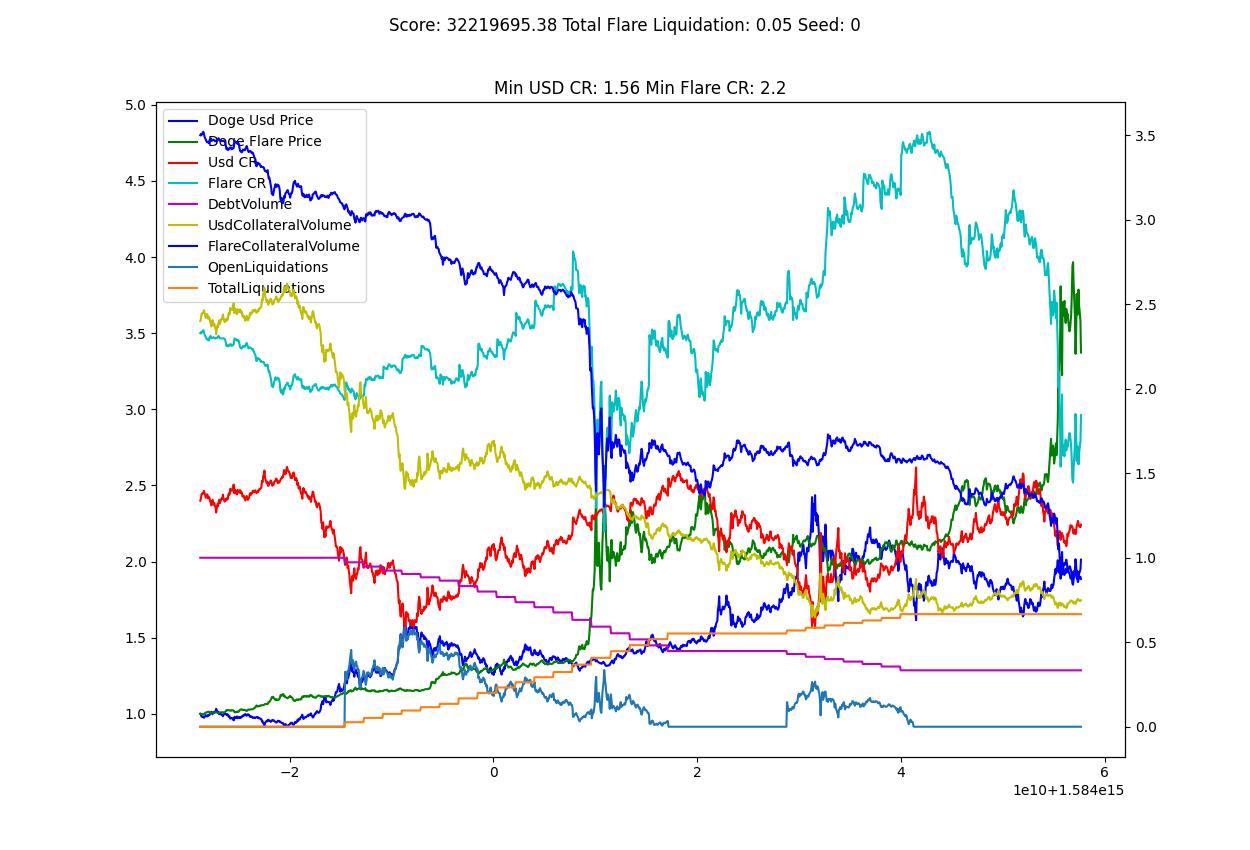 Score: 32219695.38 Total Flare Liquidation: 0.05 Seed: 0
Min USD CR: 1.56 Min Flare CR: 2.2
Doge Usd Price
Doge Flare Price
Usd CR
Flare CR
DebtVolume
UsdCollateralVolume
FlareCollateralVolume
OpenLiquidations
TotalLiquidations
5.0
4.5
4.0
3.5
3.0
2.5
2.0
1.5
1.0
3.5
3.0
2.5
2.0
1.5
1.0
0.5
0.0
−2
0
2
4
6
1e10+1.584e15